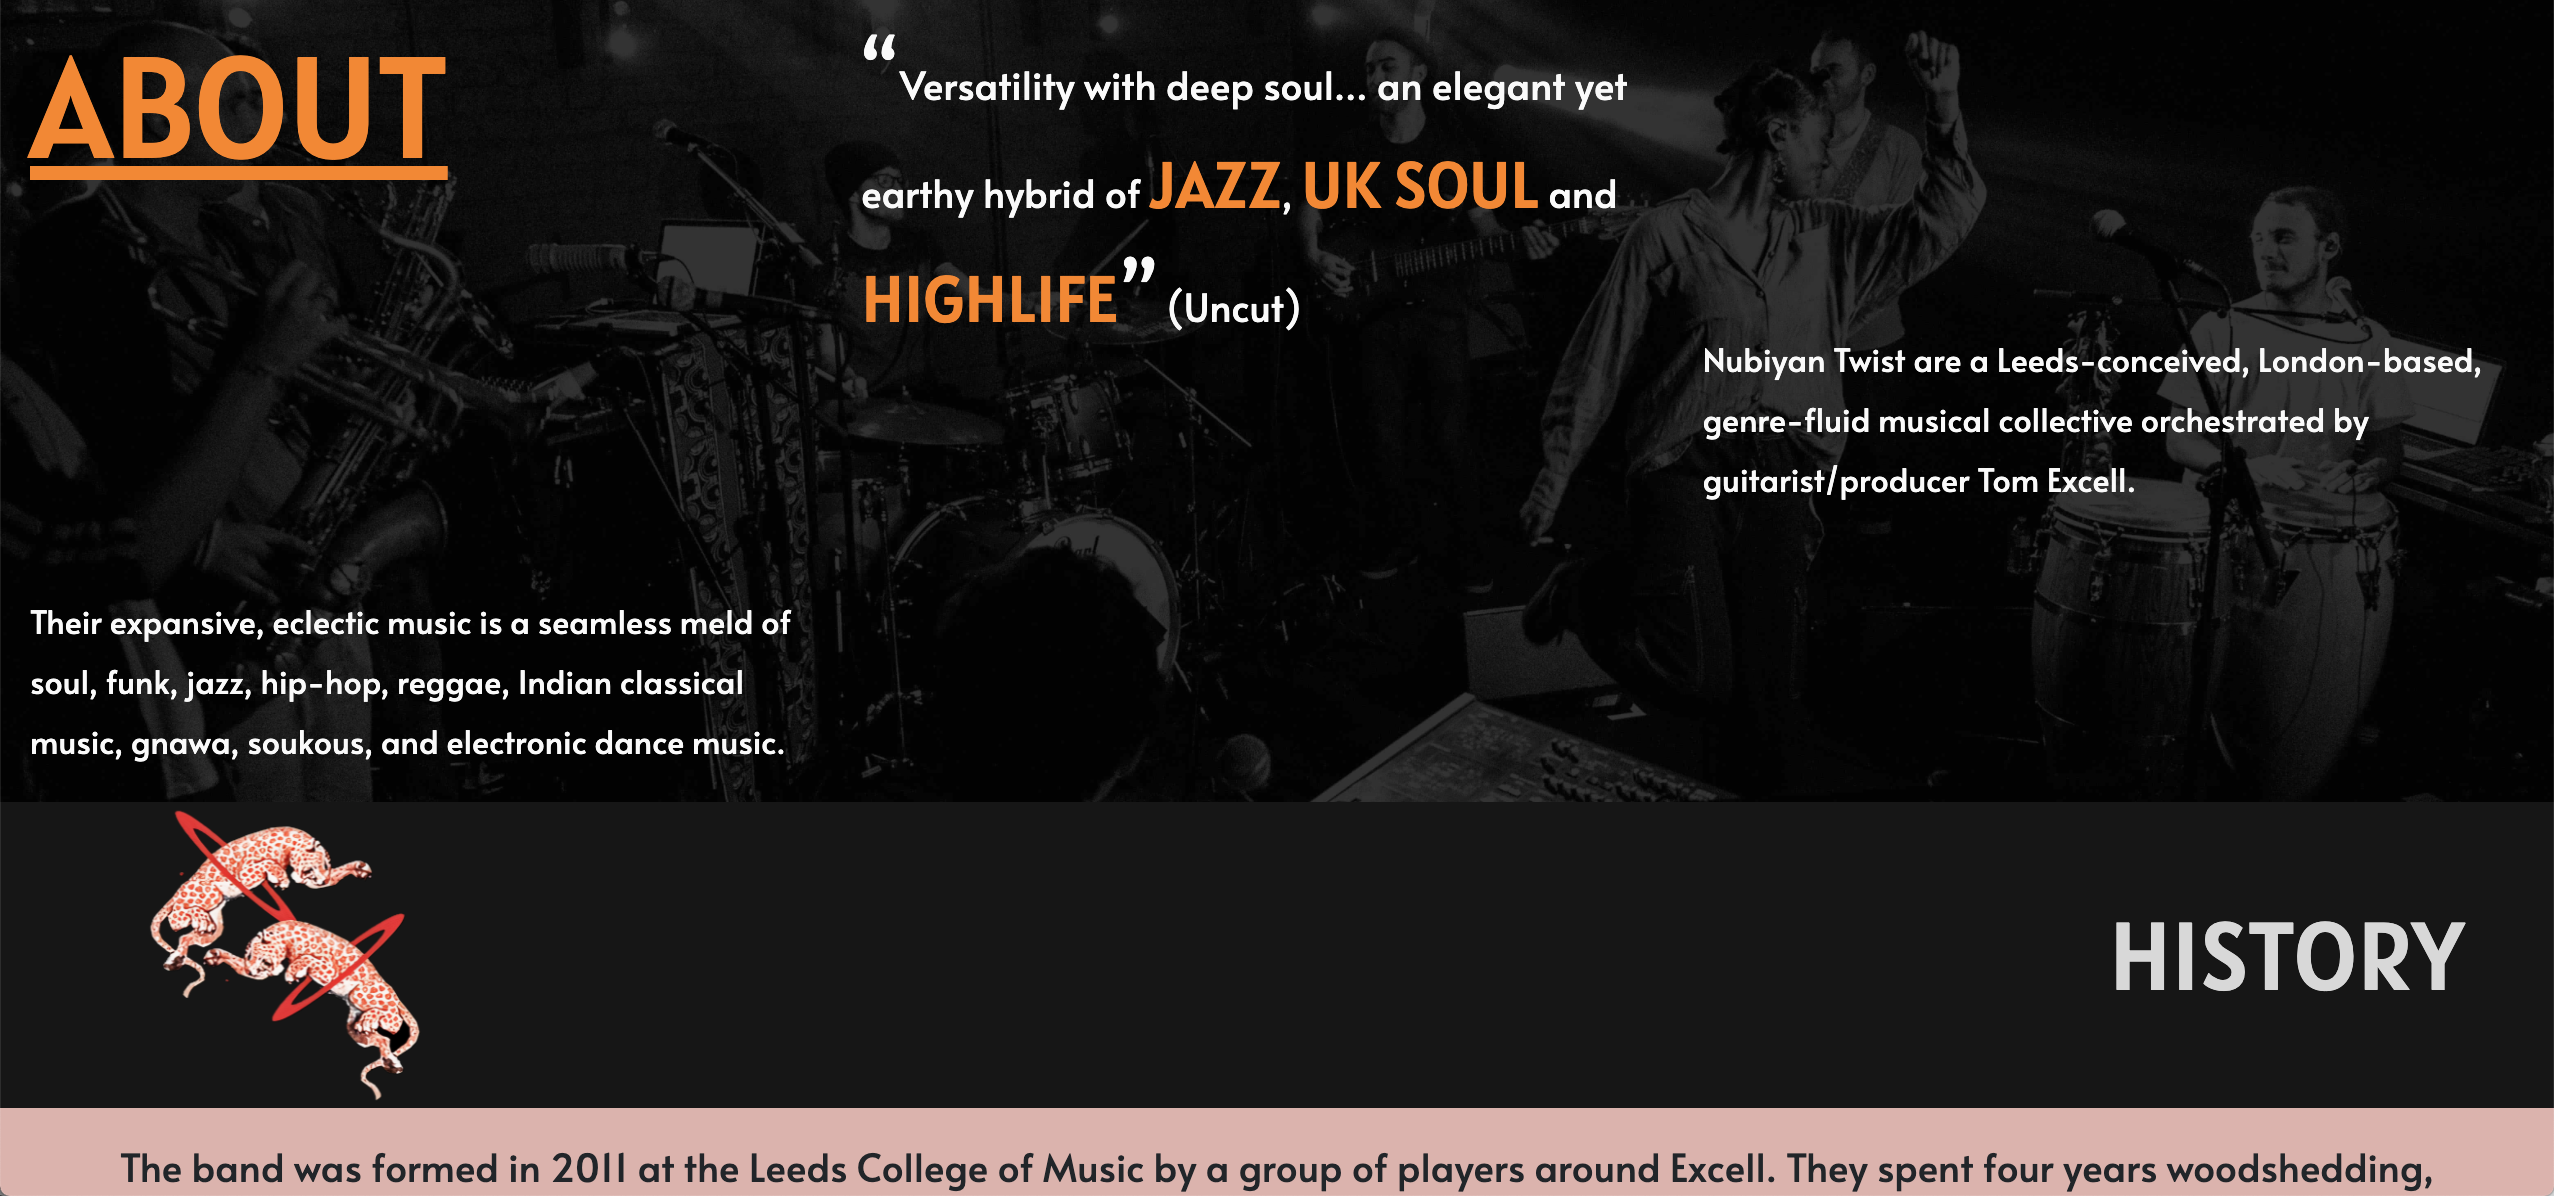 ABOUT
“Versatility with deep soul... an elegant yet
earthy hybrid of JAZZ, UK SOUL and
HIGHLIFE” (Uncut)
Nubiyan Twist are a Leeds-conceived, London-based,
genre-fluid musical collective orchestrated by
guitarist/producer Tom Excell.
Their expansive, eclectic music is a seamless meld of
soul, funk, jazz, hip-hop, reggae, Indian classical
music, gnawa, soukous, and electronic dance music.
HISTORY
The band was formed in 2011 at the Leeds College of Music by a group of players around Excell. They spent four years woodshedding,